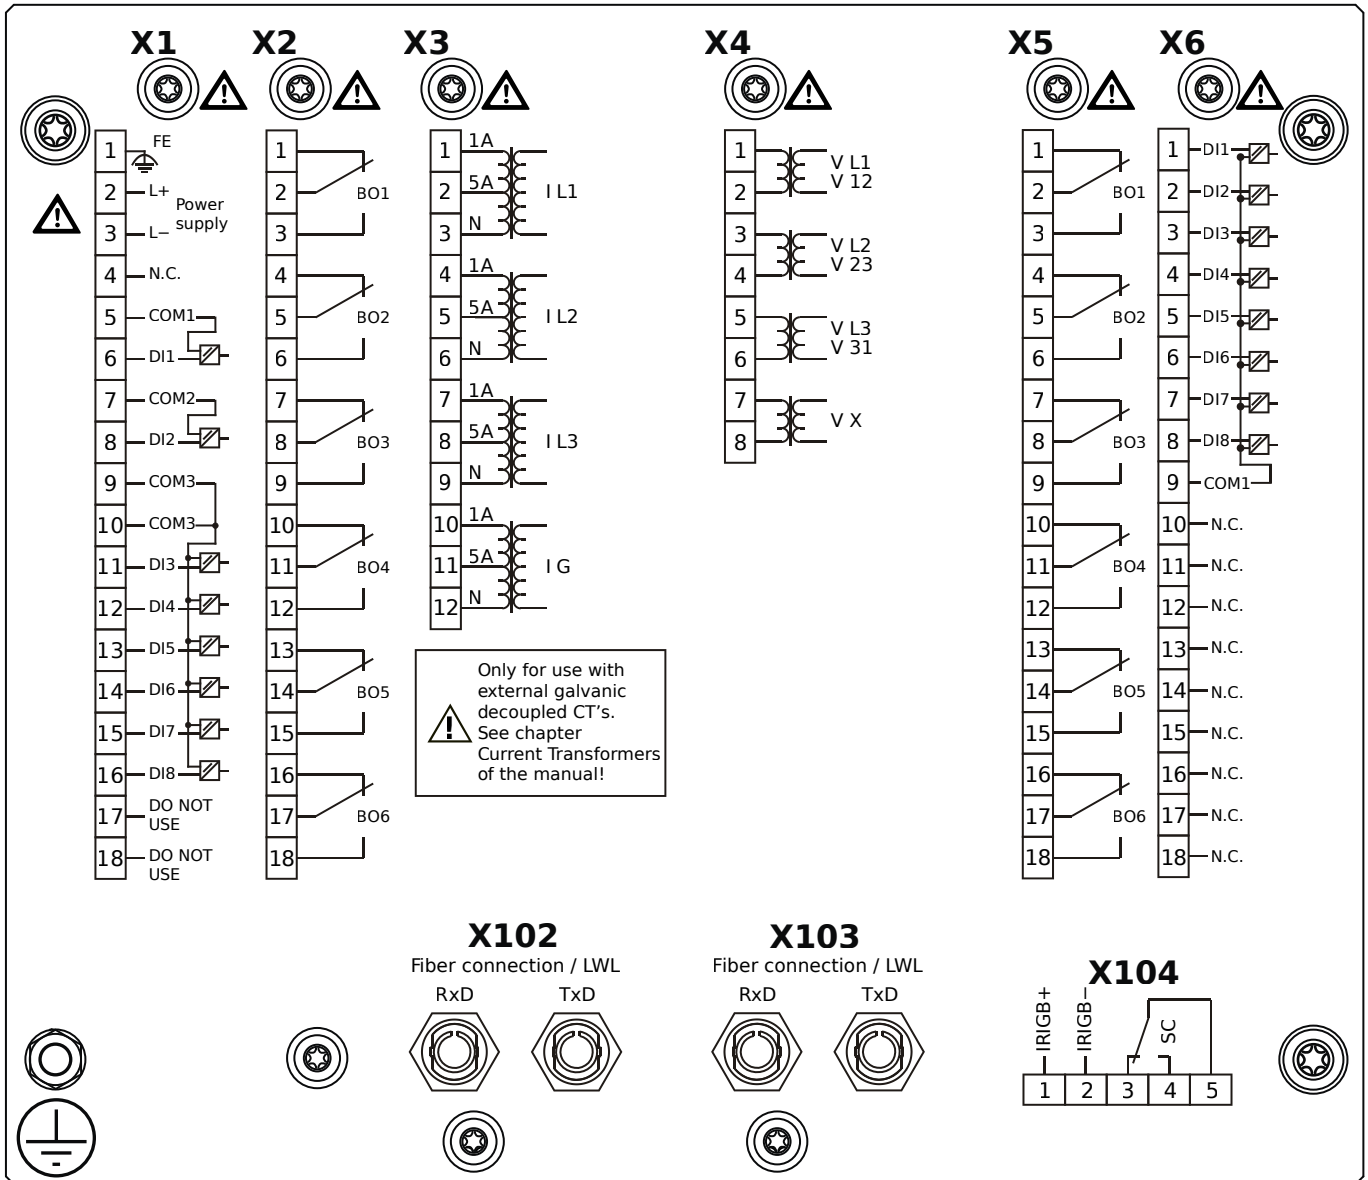 X1
X2
X3
X4
X5
X6
1 FE
2 L+
Power
supply
3 L−
4 N.C.
5 COM1
6 DI1
7 COM2
8 DI2
9 COM3
10 COM3
11 DI3
12 DI4
13 DI5
14 DI6
15 DI7
16 DI8
17 DO NOT
USE
18 DO NOT
USE
1
2 BO1
3
4
5 BO2
6
7
8 BO3
9
10
11 BO4
12
13
14 BO5
15
16
17 BO6
18
1 1A
2 5A I L1
3 N
4 1A
5 5A I L2
6 N
7 1A
8 5A I L3
9 N
10 1A
11 5A I G
12 N
Only for use with
external galvanic
decoupled CT's.
See chapter
Current Transformers
of the manual!
1 V L1
2 V 12
3 V L2
4 V 23
5 V L3
6 V 31
7 V X
8
1
2 BO1
3
4
5 BO2
6
7
8 BO3
9
10
11 BO4
12
13
14 BO5
15
16
17 BO6
18
1 DI1
2 DI2
3 DI3
4 DI4
5 DI5
6 DI6
7 DI7
8 DI8
9 COM1
10 N.C.
11 N.C.
12 N.C.
13 N.C.
14 N.C.
15 N.C.
16 N.C.
17 N.C.
18 N.C.
X102
Fiber connection / LWL
RxD TxD
X103
Fiber connection / LWL
RxD TxD
X104
IRIGB+
IRIGB−
SC
1 2 3 4 5